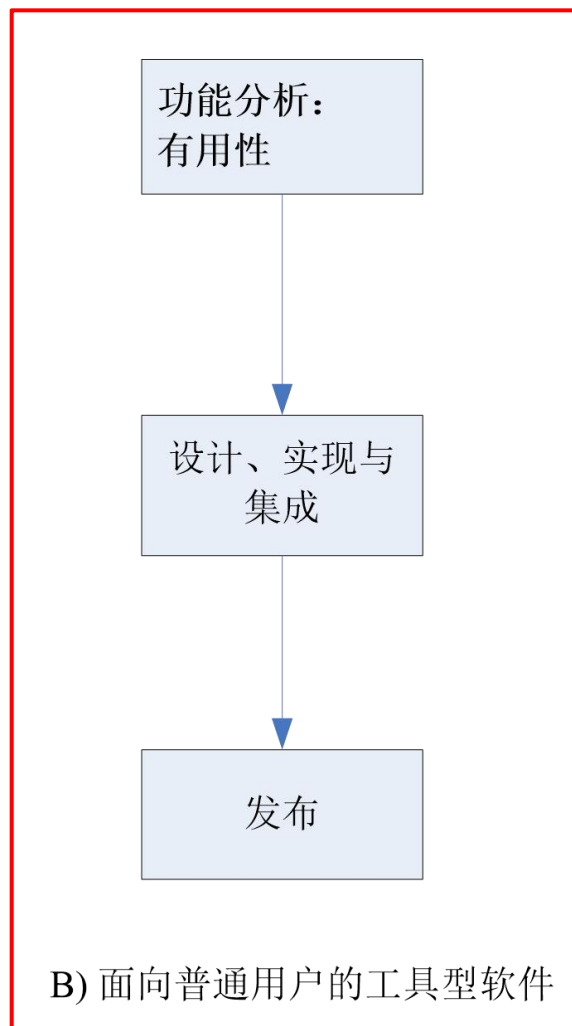 功能分析：
有用性
设计、实现与
集成
发布
B) 面向普通用户的工具型软件